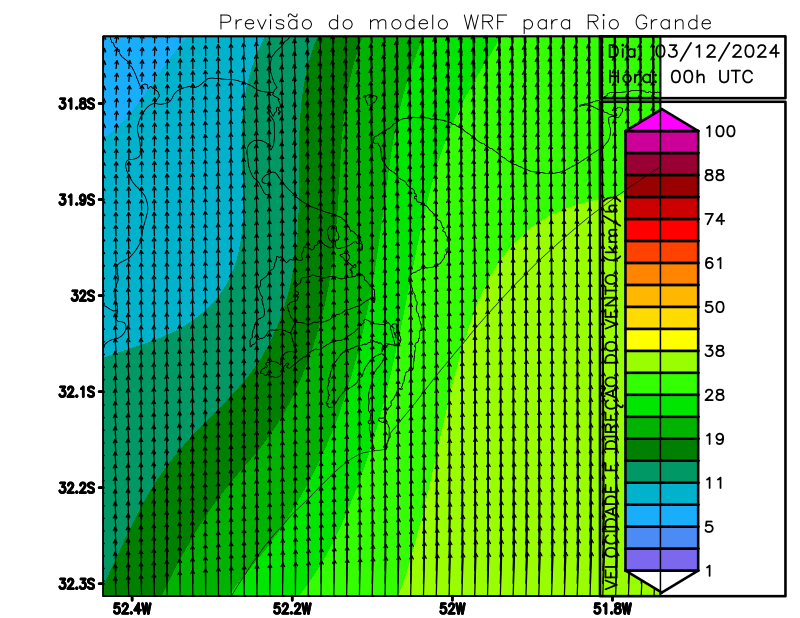 Previsão do modelo WRF para Rio Grande
Dia: 03/12/2024
Hora: 00h UTC
31.8S
31.9S
32S
32.1S
32.2S
32.3S
52.4W
52.2W
52W
51.8W
VELOCIDADE E DIREÇÃO DO VENTO (km/h)
100
88
74
61
50
38
28
19
11
5
1